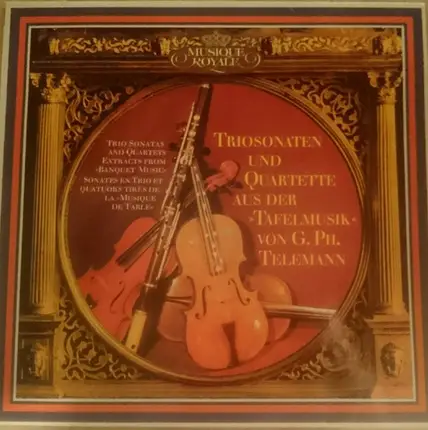 MUSIQUE
ROYALE
TRIO SONATAS
AND QUARTETS
EXTRACTS FROM
»BANQUET MUSIC«
SONATES EN TRIO ET
QUATUORS TIRÉS DE
LA »MUSIQUE
DE TABLE«
TRIOSONATEN
UND
QUARTETTE
AUS DER
»TAFELMUSIK«
VON G. PH.
TELEMANN